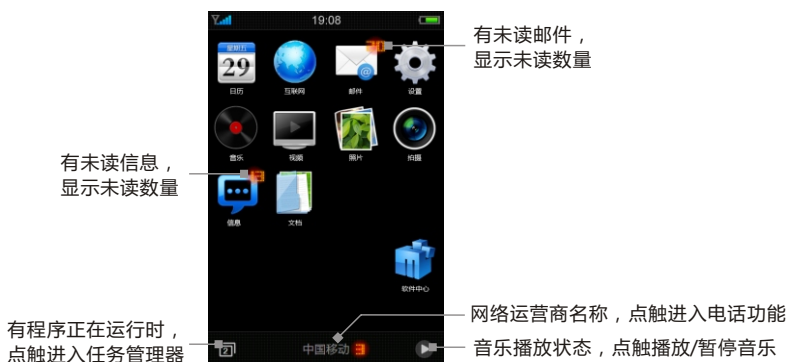 19:08
有未读邮件，
显示未读数量
星期五
29
30
日历
互联网
邮件
设置
音乐
视频
照片
拍摄
有未读信息，
显示未读数量
信息
文档
软件中心
网络运营商名称，点触进入电话功能
有程序正在运行时，
点触进入任务管理器
2
中国移动 3
音乐播放状态，点触播放/暂停音乐